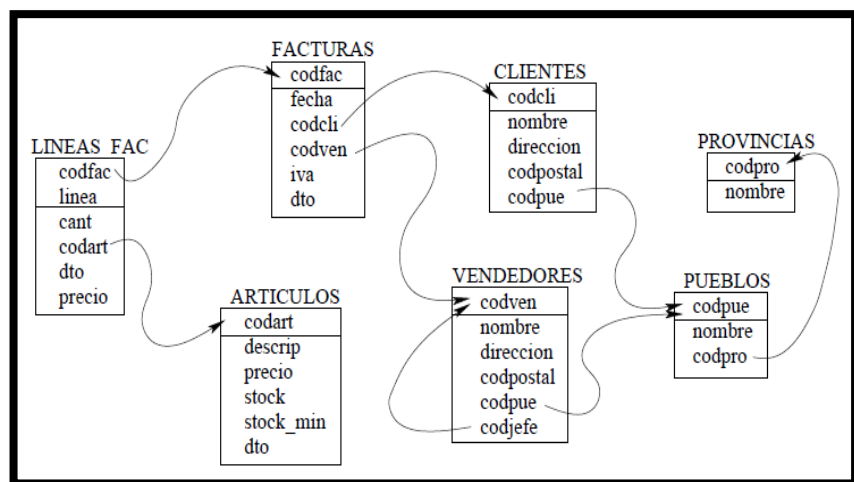 FACTURAS
codfac
fecha
codcli
codven
iva
dto
CLIENTES
codcli
nombre
direccion
codpostal
codpue
PROVINCIAS
codpro
nombre
LINEAS FAC
codfac
linea
cant
codart
dto
precio
ARTICULOS
codart
descrip
precio
stock
stock_min
dto
VENDEDORES
codven
nombre
direccion
codpostal
codpue
codjefe
PUEBLOS
codpue
nombre
codpro